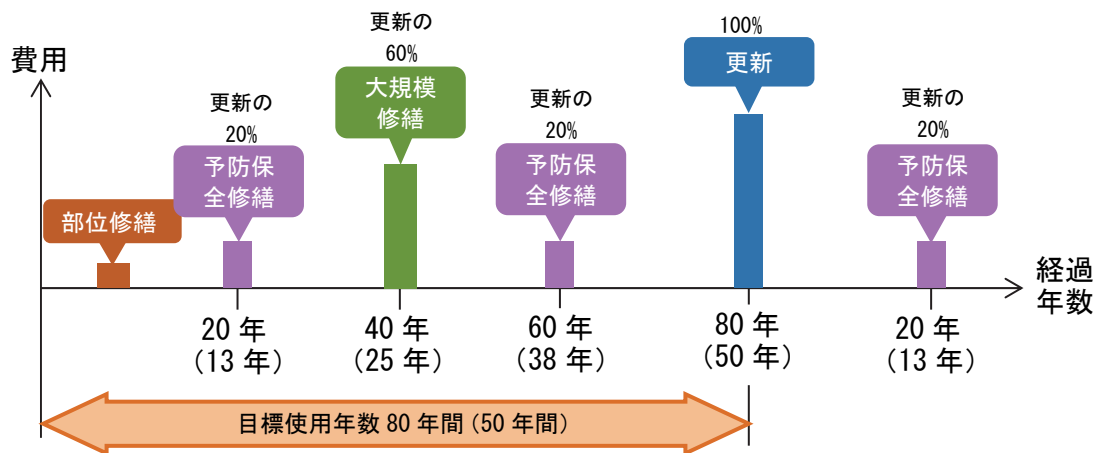 費用
部位修繕
更新の
20%
予防保
全修繕
更新の
60%
大規模
修繕
更新の
20%
予防保
全修繕
100%
更新
更新の
20%
予防保
全修繕
経過
年数
20 年
(13 年)
40 年
(25 年)
60 年
(38 年)
80 年
(50 年)
20 年
(13 年)
目標使用年数 80 年間 (50 年間)